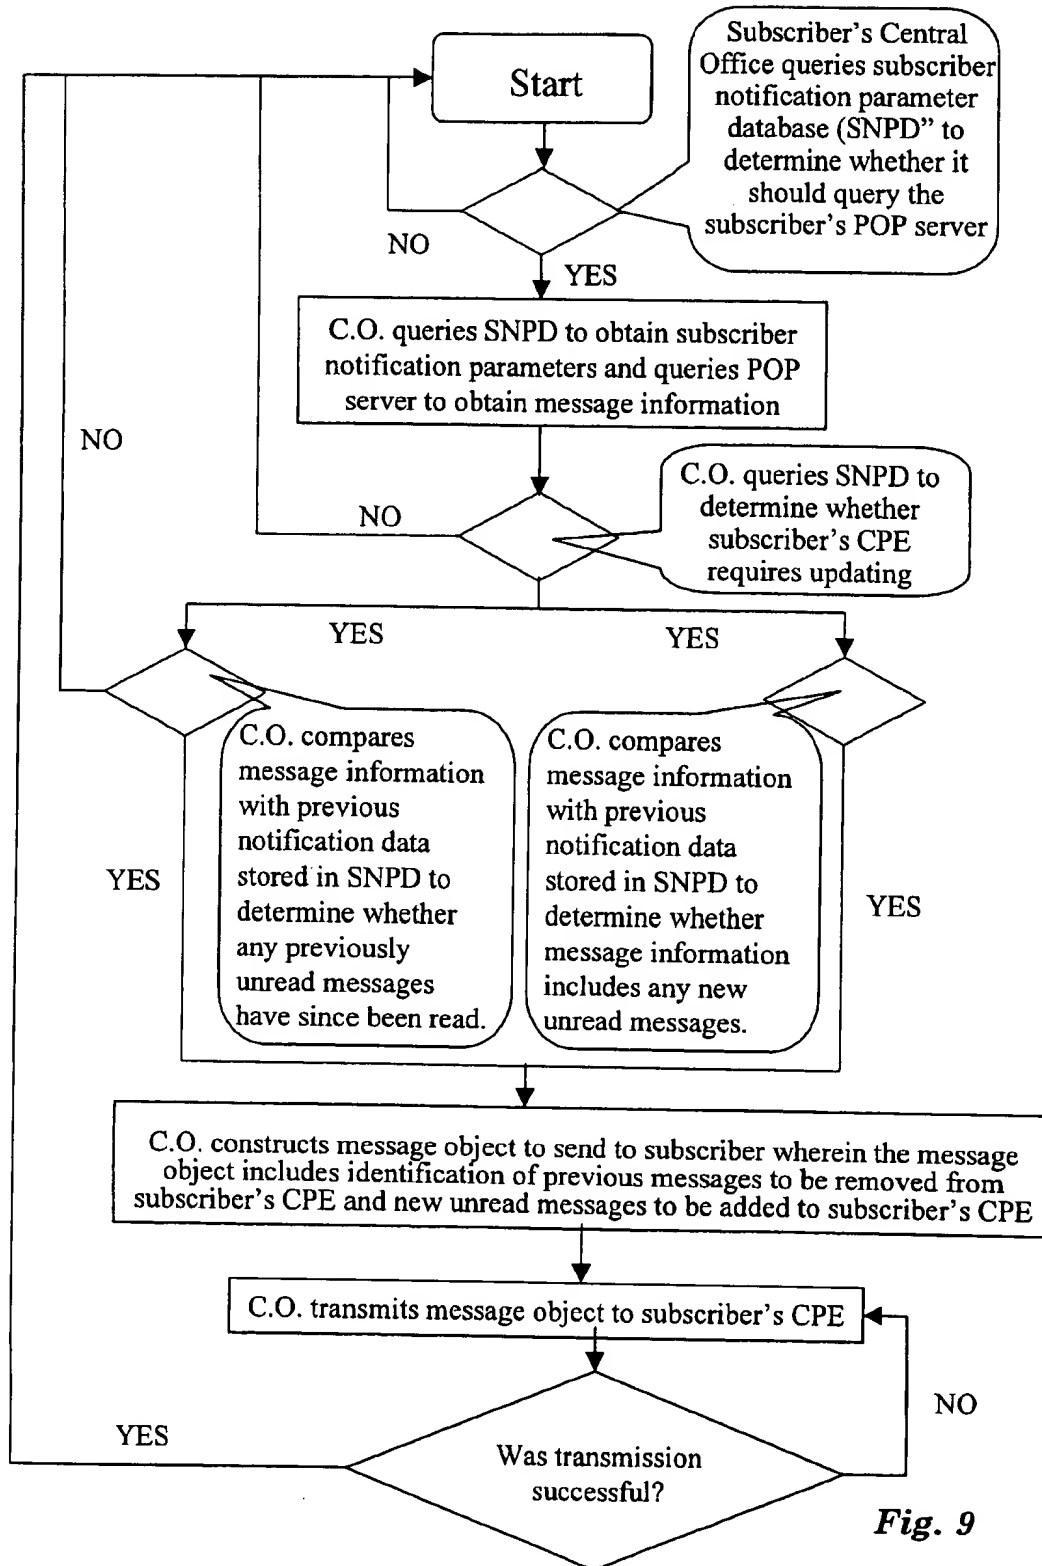 Start
Subscriber's Central
Office queries subscriber
notification parameter
database (SNPD" to
determine whether it
should query the
subscriber's POP server
NO
YES
C.O. queries SNPD to obtain subscriber
notification parameters and queries POP
server to obtain message information
NO
NO
C.O. queries SNPD to
determine whether
subscriber's CPE
requires updating
YES
YES
C.O. compares
message information
with previous
notification data
stored in SNPD to
determine whether
any previously
unread messages
have since been read.
C.O. compares
message information
with previous
notification data
stored in SNPD to
determine whether
message information
includes any new
unread messages.
YES
YES
C.O. constructs message object to send to subscriber wherein the message
object includes identification of previous messages to be removed from
subscriber's CPE and new unread messages to be added to subscriber's CPE
C.O. transmits message object to subscriber's CPE
NO
YES
Was transmission
successful?
Fig. 9